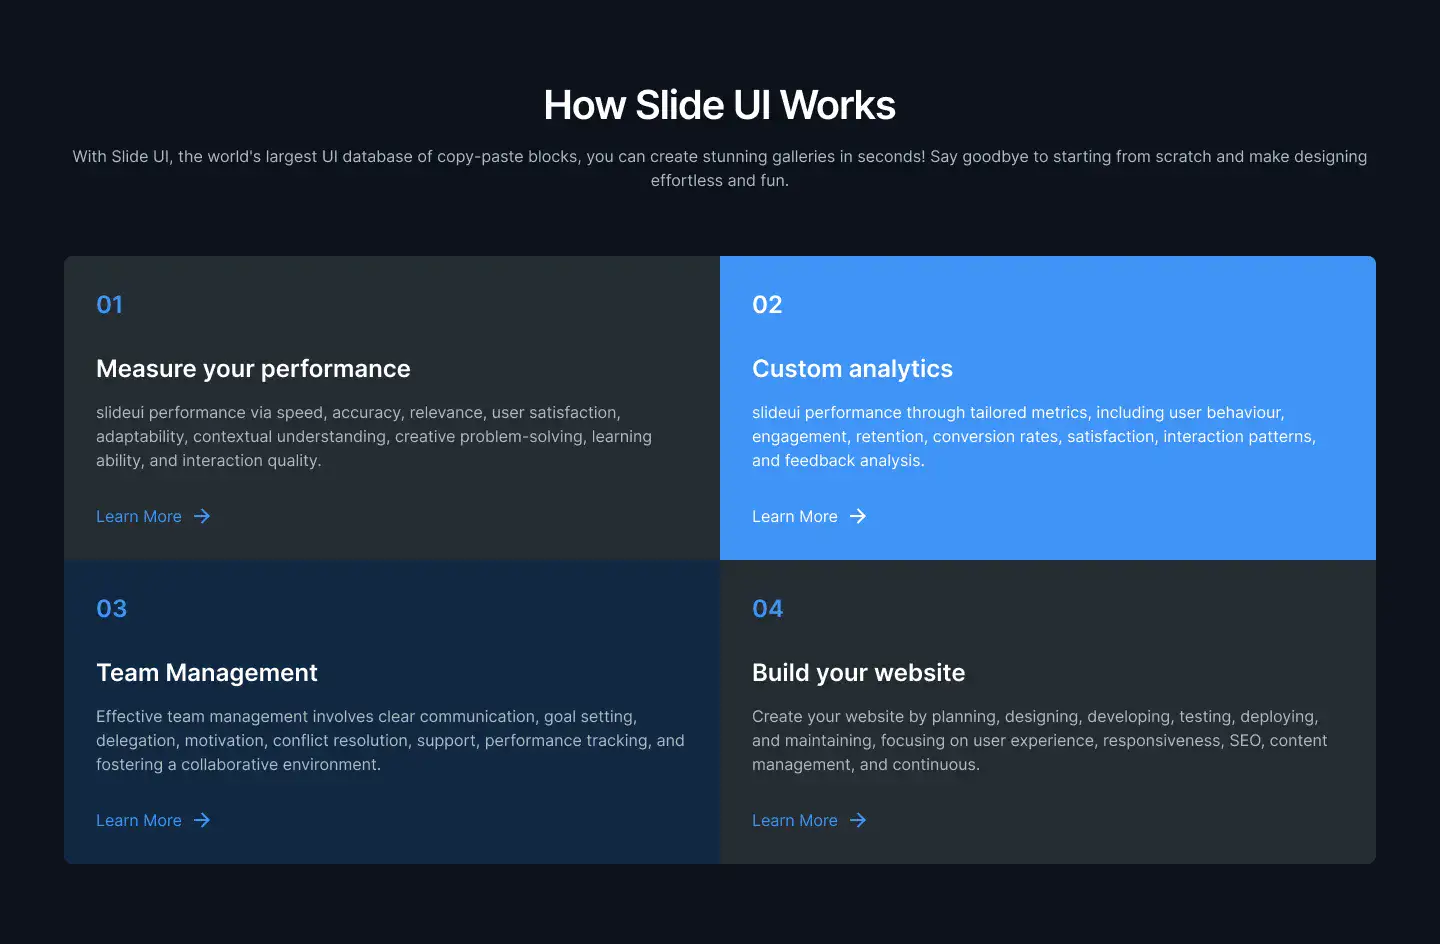 How Slide UI Works
With Slide UI, the world's largest UI database of copy-paste blocks, you can create stunning galleries in seconds! Say goodbye to starting from scratch and make designing
effortless and fun.
01
Measure your performance
slideui performance via speed, accuracy, relevance, user satisfaction,
adaptability, contextual understanding, creative problem-solving, learning
ability, and interaction quality.
Learn More
02
Custom analytics
slideui performance through tailored metrics, including user behaviour,
engagement, retention, conversion rates, satisfaction, interaction patterns,
and feedback analysis.
Learn More
03
Team Management
Effective team management involves clear communication, goal setting,
delegation, motivation, conflict resolution, support, performance tracking, and
fostering a collaborative environment.
Learn More
04
Build your website
Create your website by planning, designing, developing, testing, deploying,
and maintaining, focusing on user experience, responsiveness, SEO, content
management, and continuous.
Learn More